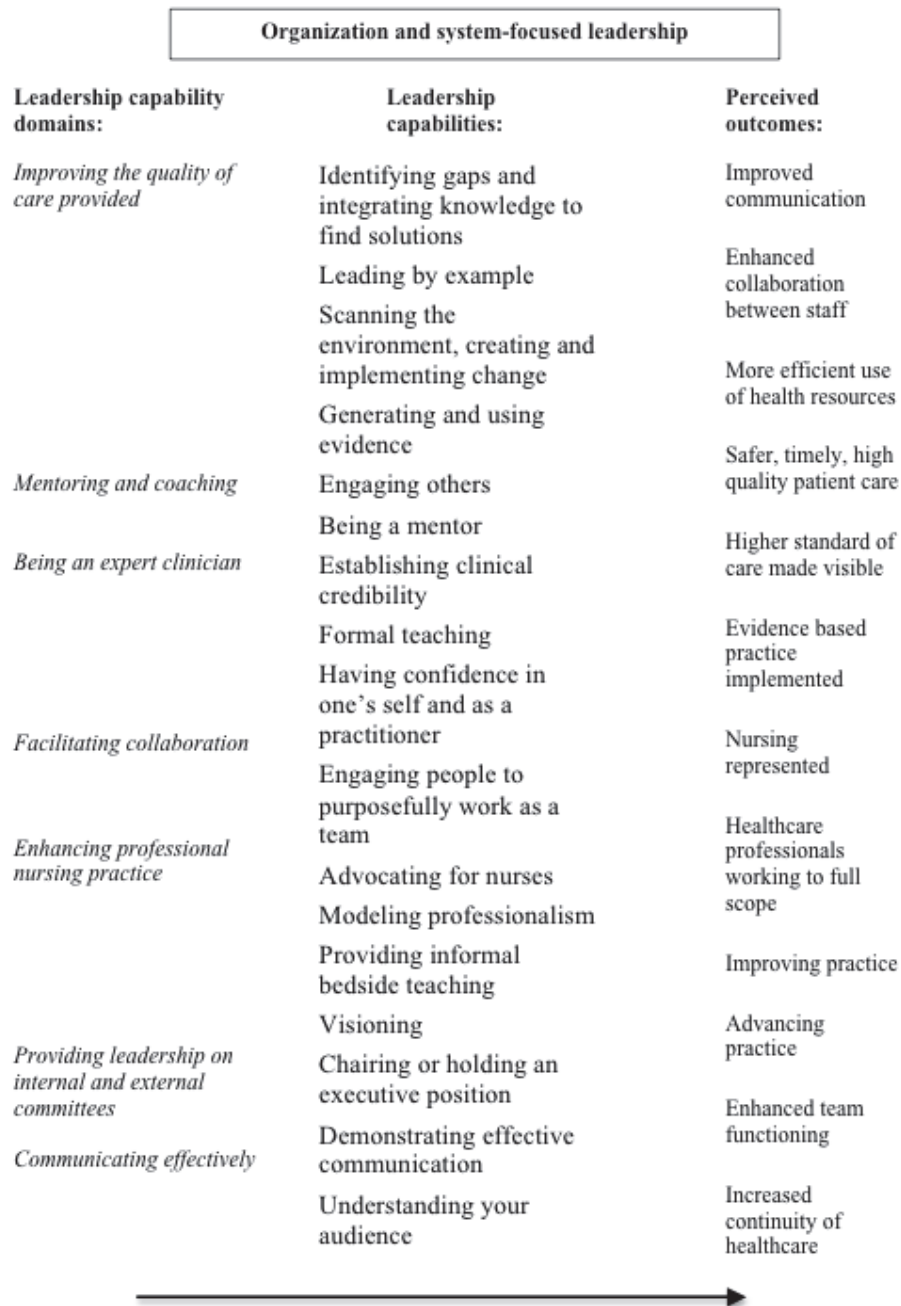 Organization and system-focused leadership
Leadership capability
domains:
Improving the quality of
care provided
Mentoring and coaching
Being an expert clinician
Facilitating collaboration
Enhancing professional
nursing practice
Providing leadership on
internal and external
committees
Communicating effectively
Leadership
capabilities:
Identifying gaps and
integrating knowledge to
find solutions
Leading by example
Scanning the
environment, creating and
implementing change
Generating and using
evidence
Engaging others
Being a mentor
Establishing clinical
credibility
Formal teaching
Having confidence in
one's self and as a
practitioner
Engaging people to
purposefully work as a
team
Advocating for nurses
Modeling professionalism
Providing informal
bedside teaching
Visioning
Chairing or holding an
executive position
Demonstrating effective
communication
Understanding your
audience
Perceived
outcomes:
Improved
communication
Enhanced
collaboration
between staff
More efficient use
of health resources
Safer, timely, high
quality patient care
Higher standard of
care made visible
Evidence based
practice
implemented
Nursing
represented
Healthcare
professionals
working to full
scope
Improving practice
Advancing
practice
Enhanced team
functioning
Increased
continuity of
healthcare